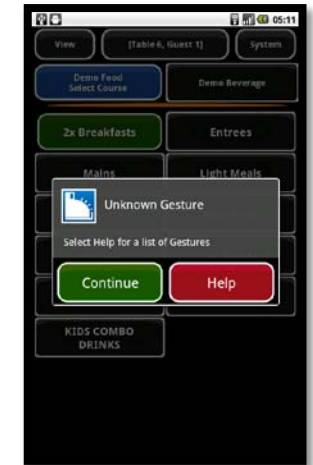 05:11
View
[Table 6, Guest 1]
System
Demo Food
Select Course
Demo Beverage
2x Breakfasts
Entrees
Mains
Light Meals
Unknown Gesture
Select Help for a list of Gestures
Continue
Help
KIDS COMBO
DRINKS